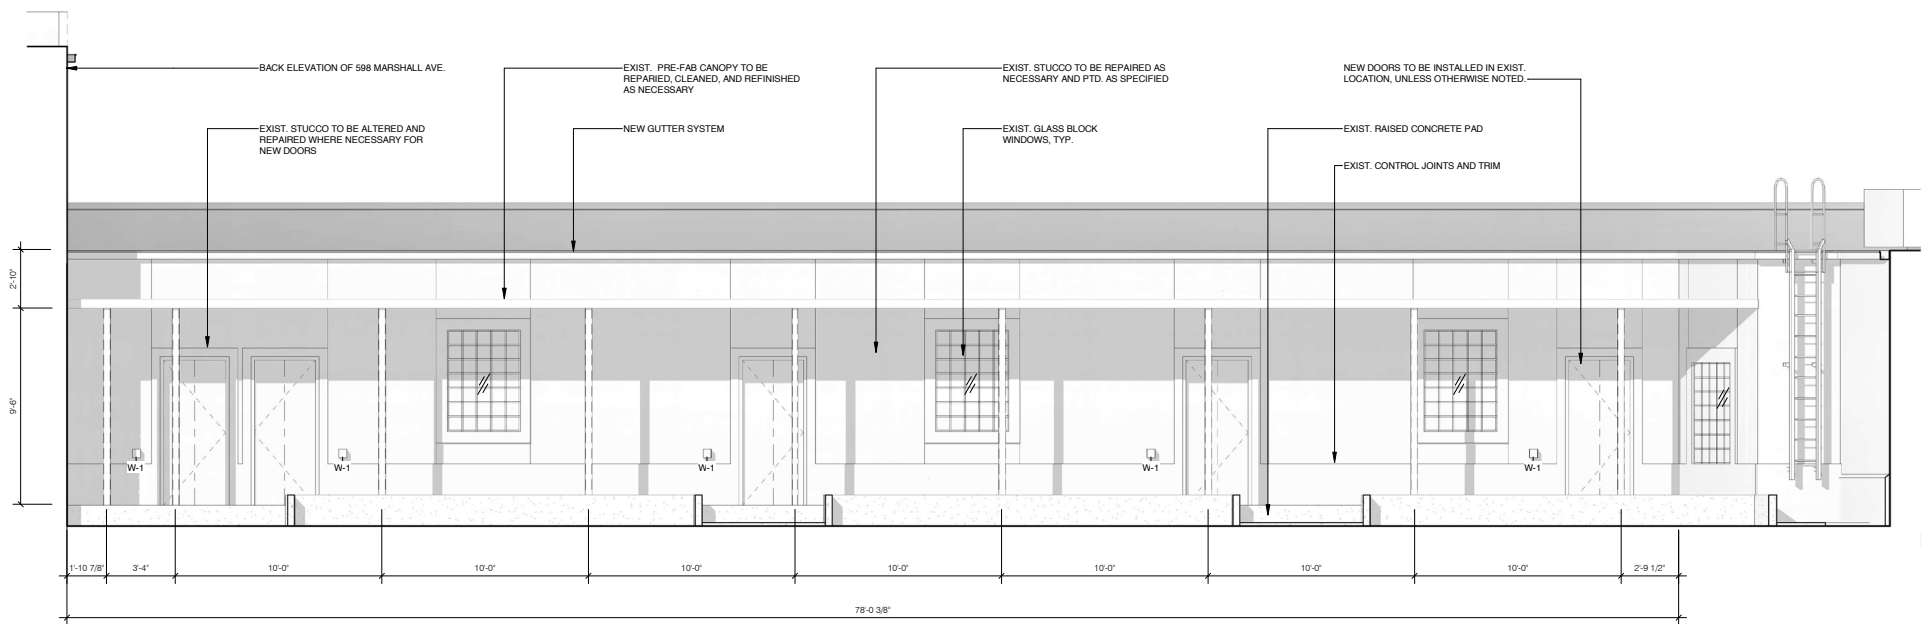 BACK ELEVATION OF 598 MARSHALL AVE.
EXIST. PRE-FAB CANOPY TO BE
REPARIED, CLEANED, AND REFINISHED
AS NECESSARY
EXIST. STUCCO TO BE REPAIRED AS
NECESSARY AND PTD. AS SPECIFIED
NEW DOORS TO BE INSTALLED IN EXIST.
LOCATION, UNLESS OTHERWISE NOTED.
EXIST. STUCCO TO BE ALTERED AND
REPAIRED WHERE NECESSARY FOR
NEW DOORS
NEW GUTTER SYSTEM
EXIST. GLASS BLOCK
WINDOWS, TYP.
EXIST. RAISED CONCRETE PAD
EXIST. CONTROL JOINTS AND TRIM
2'-10"
9'-6"
W-1
W-1
W-1
W-1
W-1
1'-10 7/8"
3'-4"
10'-0"
10'-0"
10'-0"
10'-0"
10'-0"
10'-0"
10'-0"
2'-9 1/2"
78'-0 3/8"